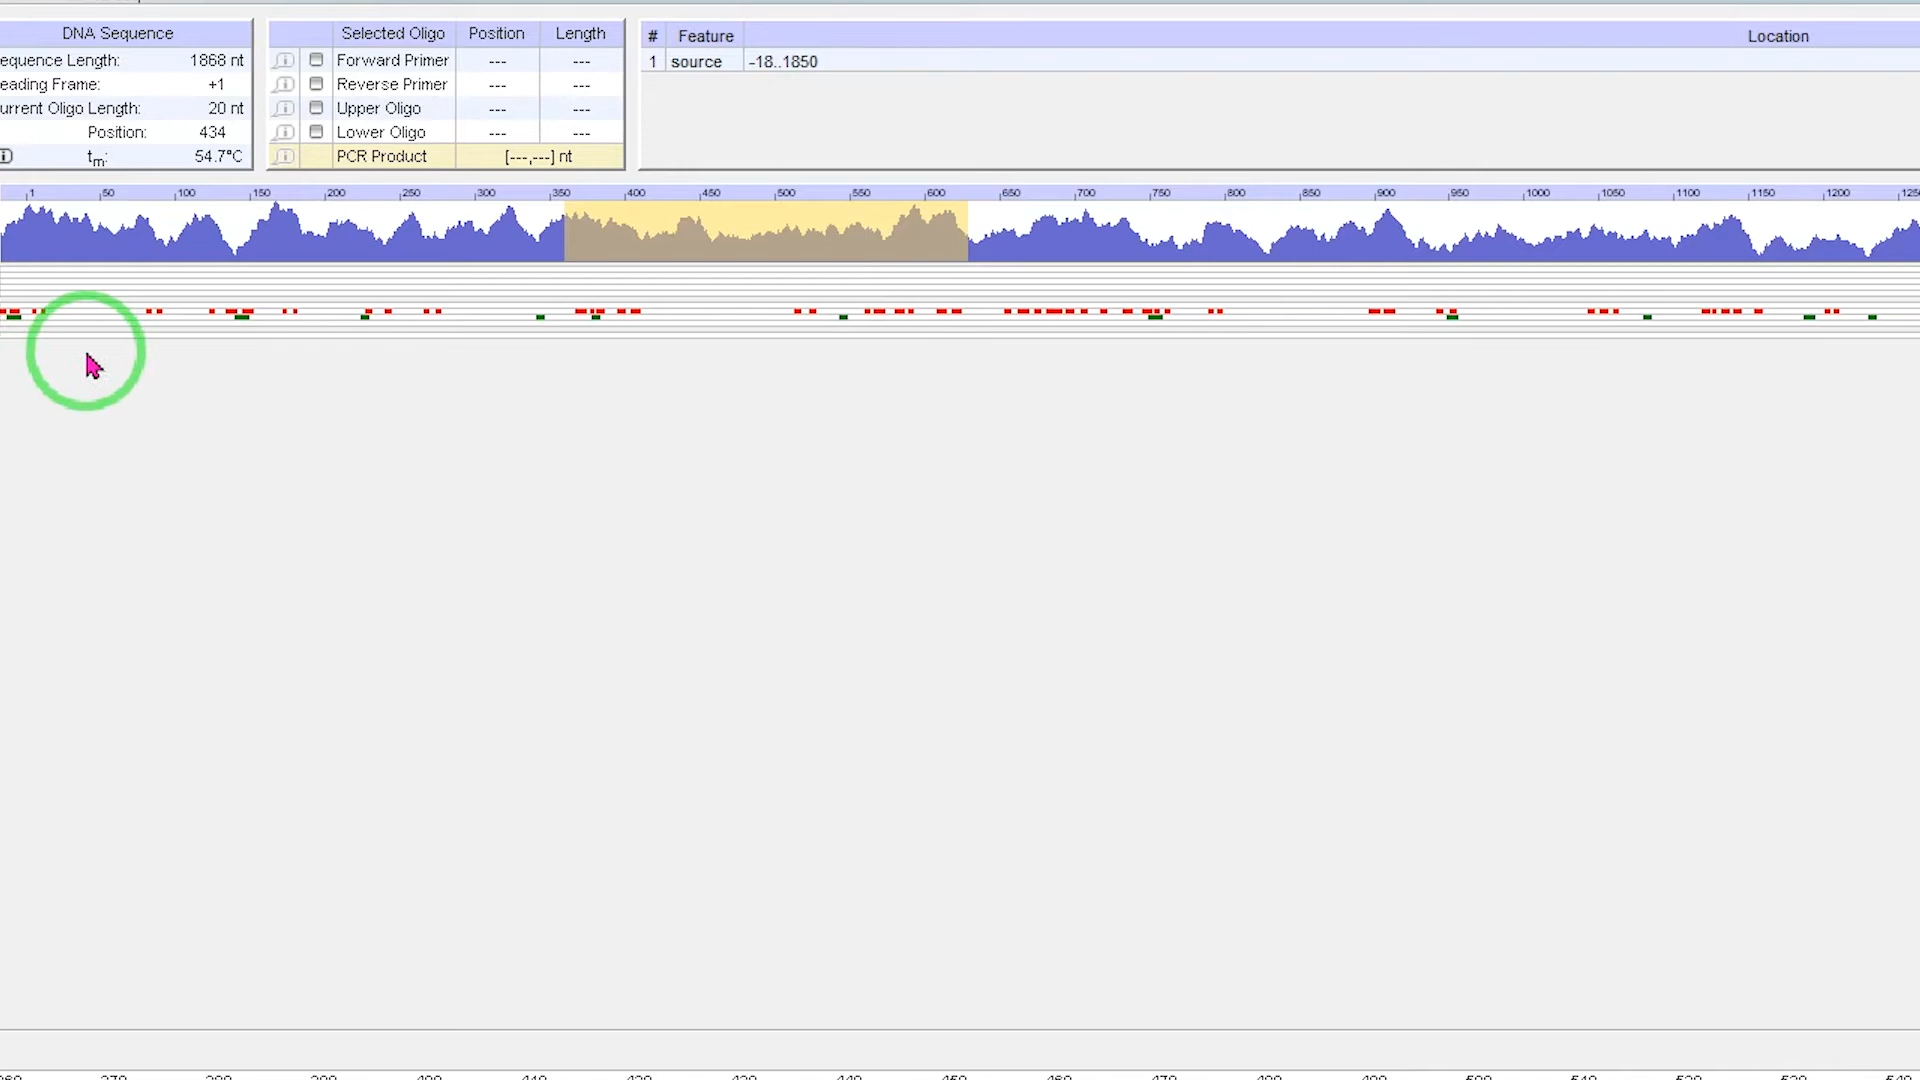 DNA Sequence
equence Length: 1868 nt
eading Frame: +1
urrent Oligo Length: 20 nt
Position: 434
tm: 54.7°C
Selected Oligo Position Length
Forward Primer --- ---
Reverse Primer --- ---
Upper Oligo --- ---
Lower Oligo --- ---
PCR Product [---,---] nt
# Feature Location
1 source -18..1850
1 50 100 150 200 250 300 350 400 450 500 550 600 650 700 750 800 850 900 950 1000 1050 1100 1150 1200 125